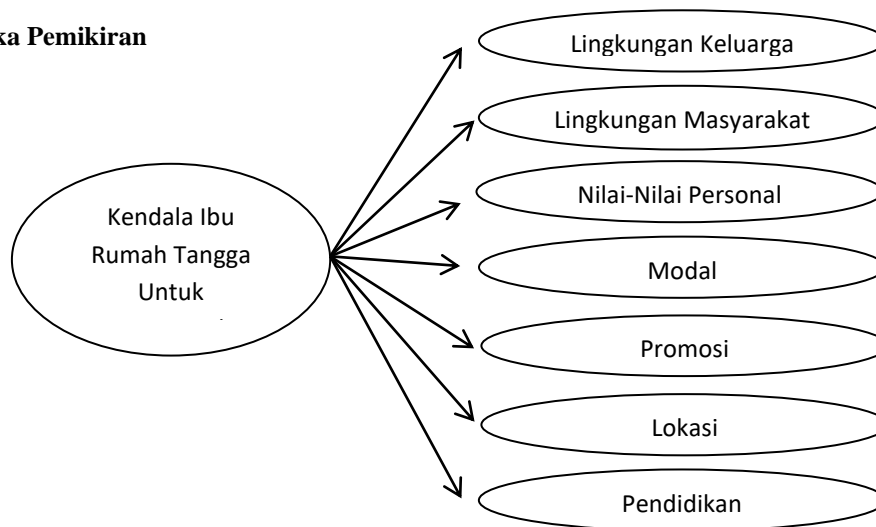 ka Pemikiran
Lingkungan Keluarga
Lingkungan Masyarakat
Nilai-Nilai Personal
Kendala Ibu
Rumah Tangga
Untuk
Modal
Promosi
Lokasi
Pendidikan